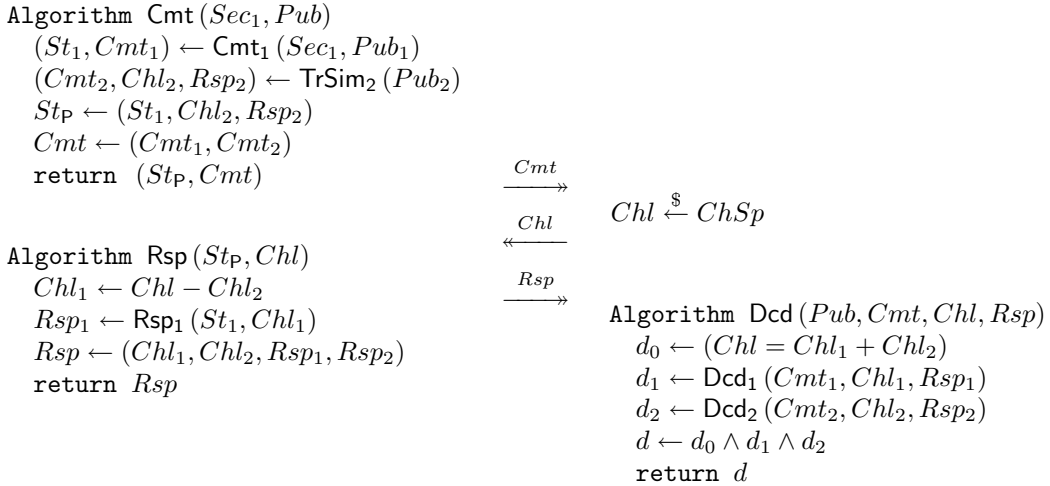 Algorithm Cmt (Sec₁, Pub)
(St₁, Cmt₁) ← Cmt₁ (Sec₁, Pub₁)
(Cmt₂, Chl₂, Rsp₂) ← TrSim₂ (Pub₂)
St_P ← (St₁, Chl₂, Rsp₂)
Cmt ← (Cmt₁, Cmt₂)
return (St_P, Cmt)
Cmt
Chl $← ChSp
Chl
Algorithm Rsp (St_P, Chl)
Chl₁ ← Chl − Chl₂
Rsp₁ ← Rsp₁ (St₁, Chl₁)
Rsp ← (Chl₁, Chl₂, Rsp₁, Rsp₂)
return Rsp
Rsp
Algorithm Dcd (Pub, Cmt, Chl, Rsp)
d₀ ← (Chl = Chl₁ + Chl₂)
d₁ ← Dcd₁ (Cmt₁, Chl₁, Rsp₁)
d₂ ← Dcd₂ (Cmt₂, Chl₂, Rsp₂)
d ← d₀ ∧ d₁ ∧ d₂
return d